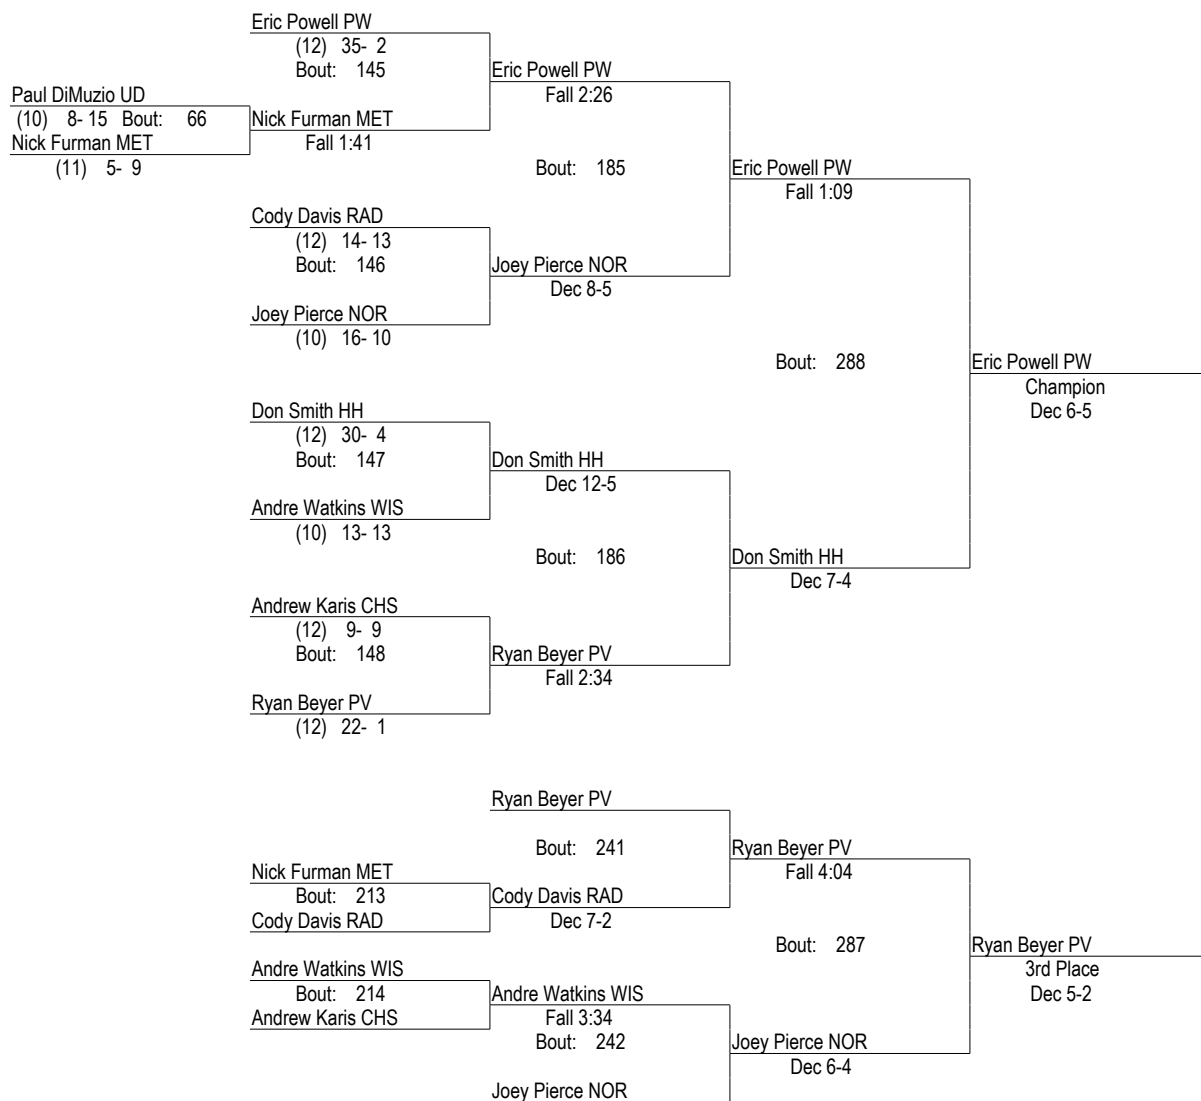 Eric Powell PW
(12) 35- 2
Bout: 145
Eric Powell PW
Fall 2:26
Paul DiMuzio UD
(10) 8- 15 Bout: 66
Nick Furman MET
Fall 1:41
Nick Furman MET
(11) 5- 9
Bout: 185
Eric Powell PW
Fall 1:09
Cody Davis RAD
(12) 14- 13
Bout: 146
Joey Pierce NOR
Dec 8-5
Joey Pierce NOR
(10) 16- 10
Bout: 288
Eric Powell PW
Champion
Dec 6-5
Don Smith HH
(12) 30- 4
Bout: 147
Don Smith HH
Dec 12-5
Andre Watkins WIS
(10) 13- 13
Bout: 186
Don Smith HH
Dec 7-4
Andrew Karis CHS
(12) 9- 9
Bout: 148
Ryan Beyer PV
Fall 2:34
Ryan Beyer PV
(12) 22- 1
Ryan Beyer PV
Bout: 241
Ryan Beyer PV
Fall 4:04
Nick Furman MET
Bout: 213
Cody Davis RAD
Dec 7-2
Cody Davis RAD
Bout: 287
Ryan Beyer PV
3rd Place
Dec 5-2
Andre Watkins WIS
Bout: 214
Andre Watkins WIS
Fall 3:34
Andrew Karis CHS
Bout: 242
Joey Pierce NOR
Dec 6-4
Joey Pierce NOR